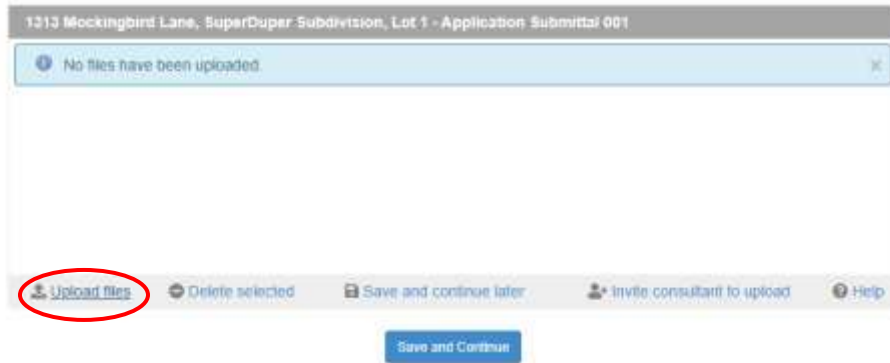 1313 Mockingbird Lane, SuperDuper Subdivision, Lot 1 - Application Submittal 001
No files have been uploaded.
Upload files Delete selected Save and continue later Invite consultant to upload Help
Save and Continue